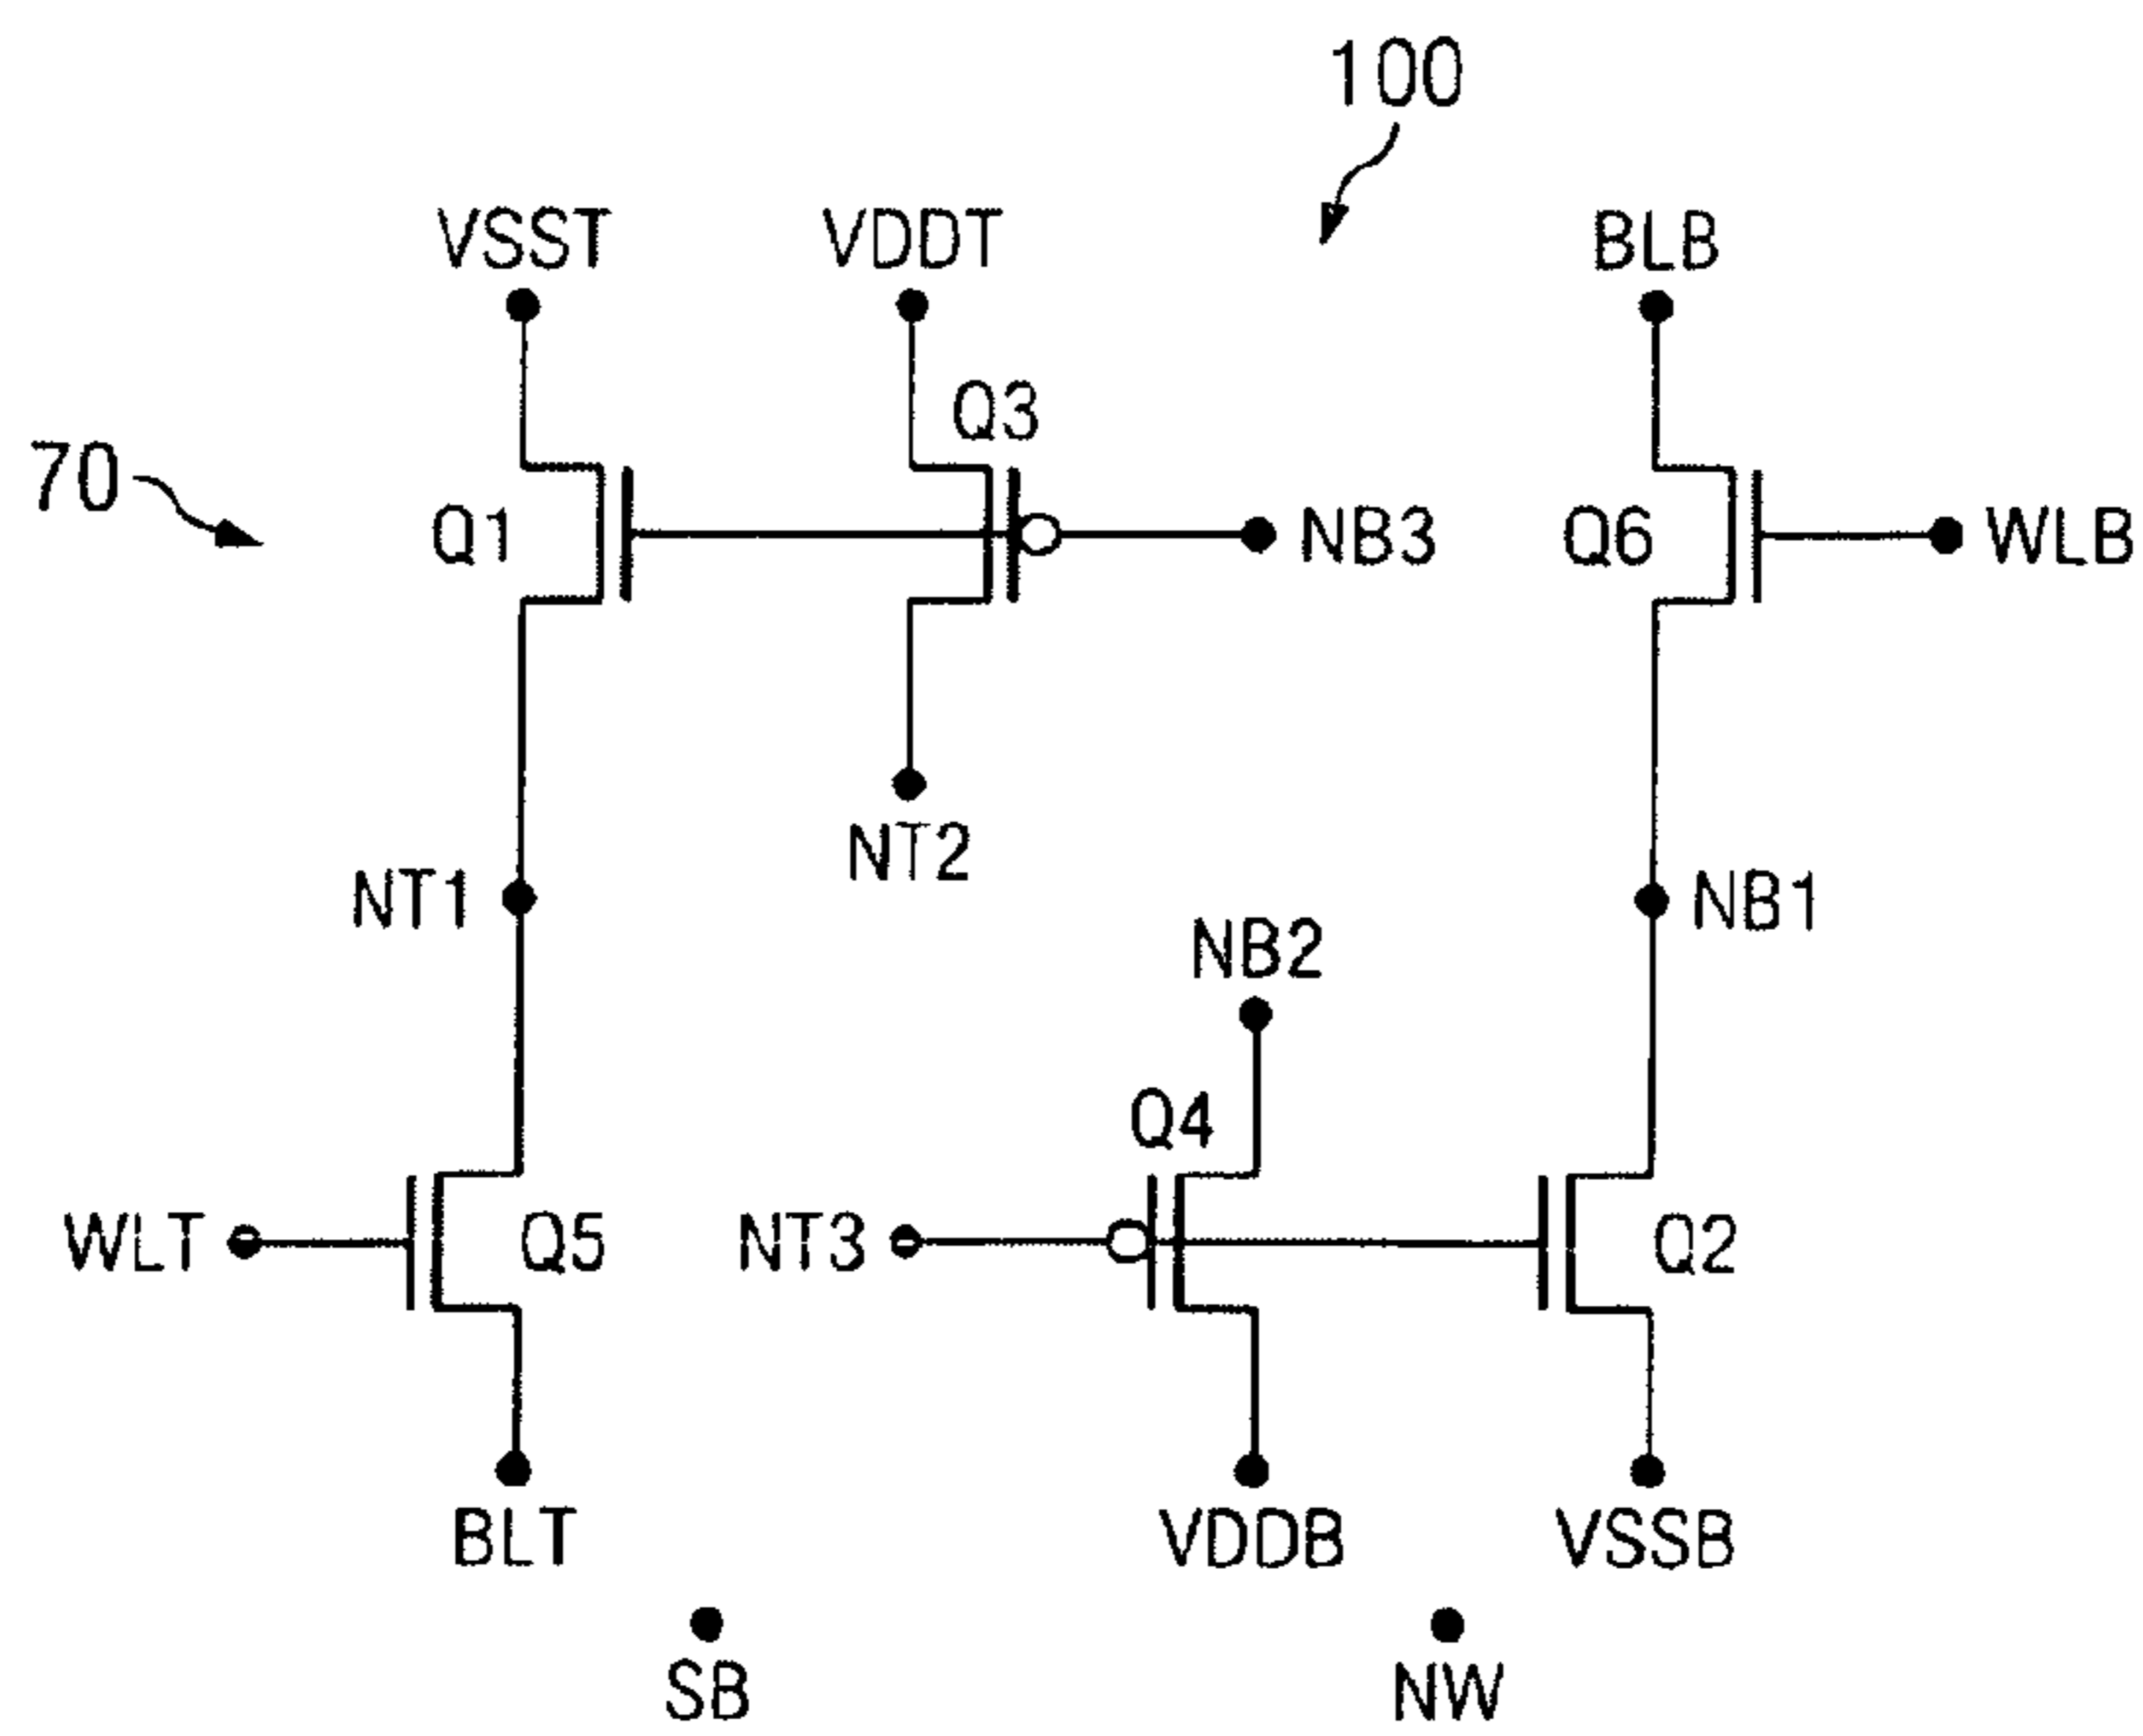 100
VSST
VDDT
BLB
Q3
70
Q1
NB3
Q6
WLB
NT2
NT1
NB1
NB2
Q4
WLT
Q5
NT3
Q2
BLT
VDDB
VSSB
SB
NW